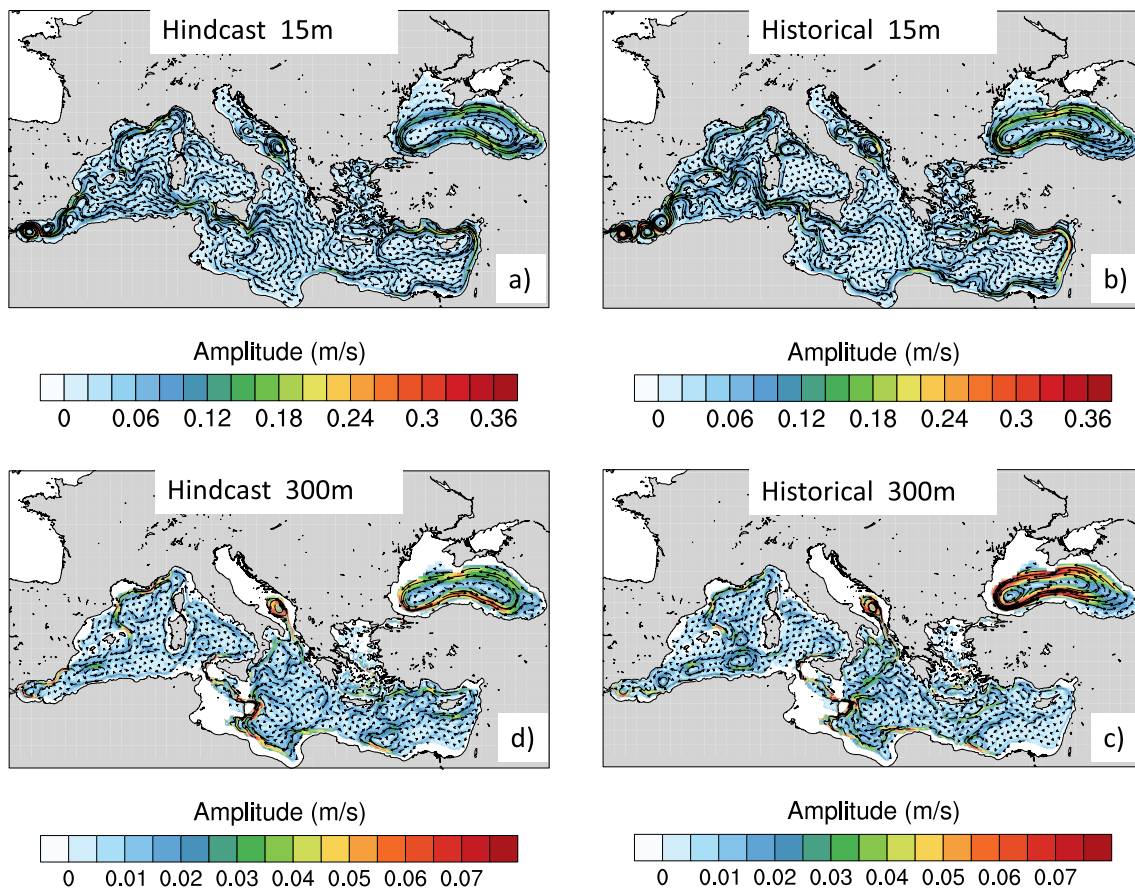 Hindcast 15m
Historical 15m
a)
b)
Amplitude (m/s)
Amplitude (m/s)
0 0.06 0.12 0.18 0.24 0.3 0.36
0 0.06 0.12 0.18 0.24 0.3 0.36
Hindcast 300m
Historical 300m
d)
c)
Amplitude (m/s)
Amplitude (m/s)
0 0.01 0.02 0.03 0.04 0.05 0.06 0.07
0 0.01 0.02 0.03 0.04 0.05 0.06 0.07